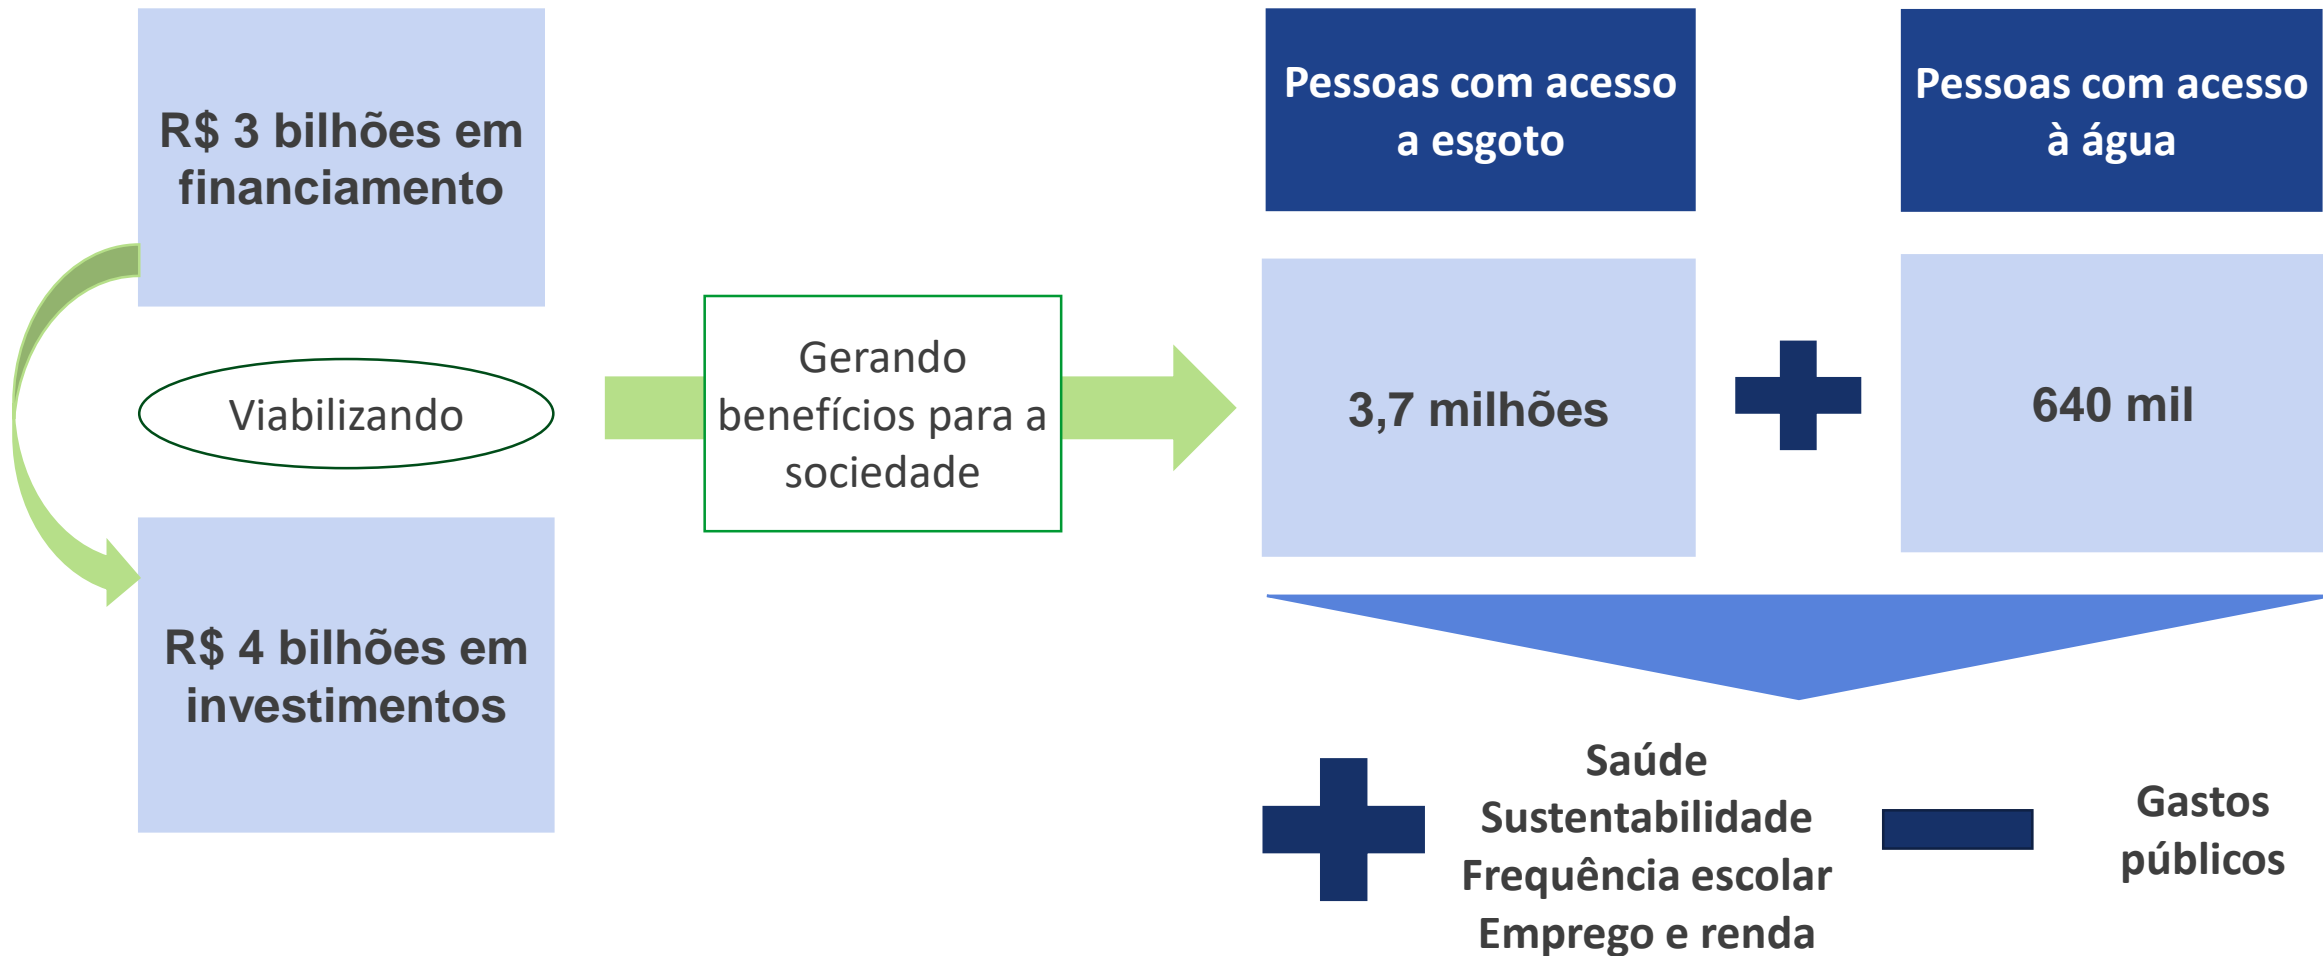 R$ 3 bilhões em
financiamento
Viabilizando
R$ 4 bilhões em
investimentos
Gerando
benefícios para a
sociedade
Pessoas com acesso
a esgoto
3,7 milhões
Pessoas com acesso
à água
640 mil
Saúde
Sustentabilidade
Frequência escolar
Emprego e renda
Gastos
públicos